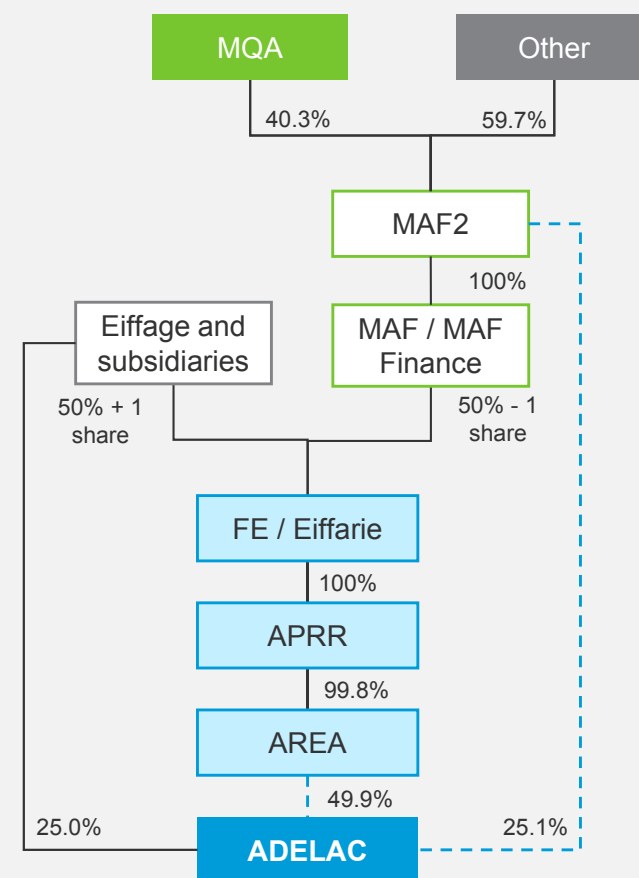 MQA
Other
40.3%
59.7%
MAF2
100%
Eiffage and
subsidiaries
MAF / MAF
Finance
50% + 1
share
50% - 1
share
FE / Eiffarie
100%
APRR
99.8%
AREA
49.9%
25.0%
25.1%
ADELAC